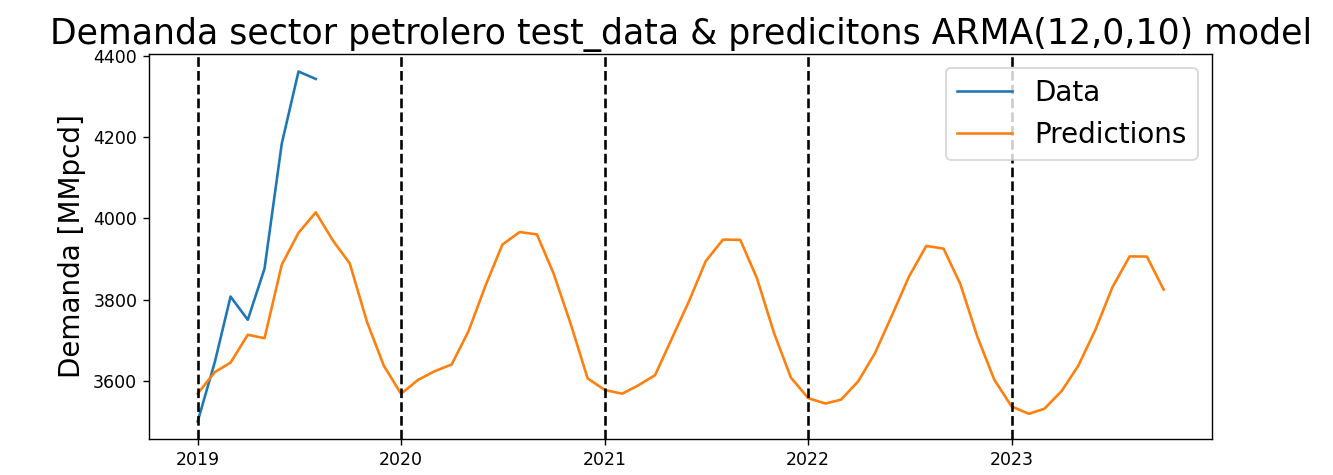 Demanda sector petrolero test_data & predicitons ARMA(12,0,10) model
Demanda [MMpcd]
4400
4200
4000
3800
3600
Data
Predictions
2019 2020 2021 2022 2023